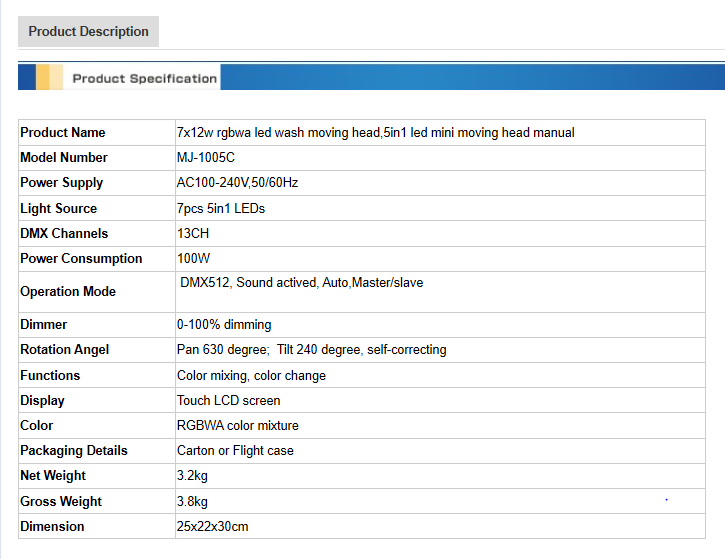 Product Description
Product Specification
Product Name 7x12w rgbwa led wash moving head,5in1 led mini moving head manual
Model Number MJ-1005C
Power Supply AC100-240V,50/60Hz
Light Source 7pcs 5in1 LEDs
DMX Channels 13CH
Power Consumption 100W
Operation Mode DMX512, Sound actived, Auto,Master/slave
Dimmer 0-100% dimming
Rotation Angel Pan 630 degree;  Tilt 240 degree, self-correcting
Functions Color mixing, color change
Display Touch LCD screen
Color RGBWA color mixture
Packaging Details Carton or Flight case
Net Weight 3.2kg
Gross Weight 3.8kg
Dimension 25x22x30cm